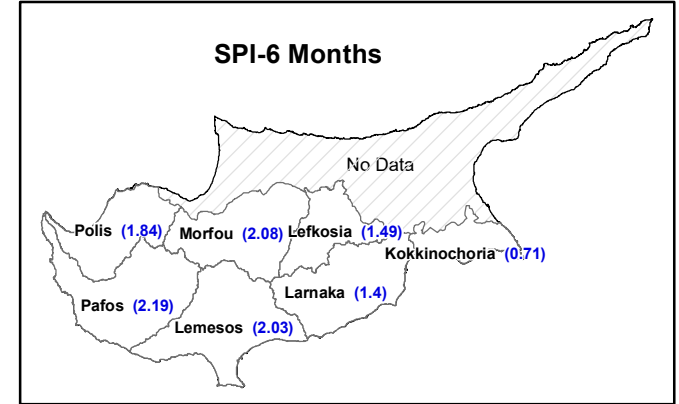 SPI-6 Months
No Data
Polis (1.84)
Morfou (2.08)
Lefkosia (1.49)
Kokkinochoria (0.71)
Pafos (2.19)
Larnaka (1.4)
Lemesos (2.03)